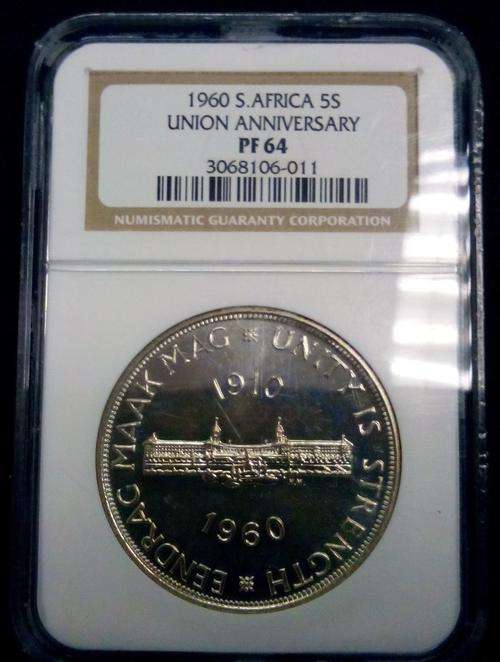 1960 S.AFRICA 5S
UNION ANNIVERSARY
PF 64
3068106-011
NUMISMATIC GUARANTY CORPORATION
EENDRAG MAAK MAG * UNITY IS STRENGTH *
1910
1960